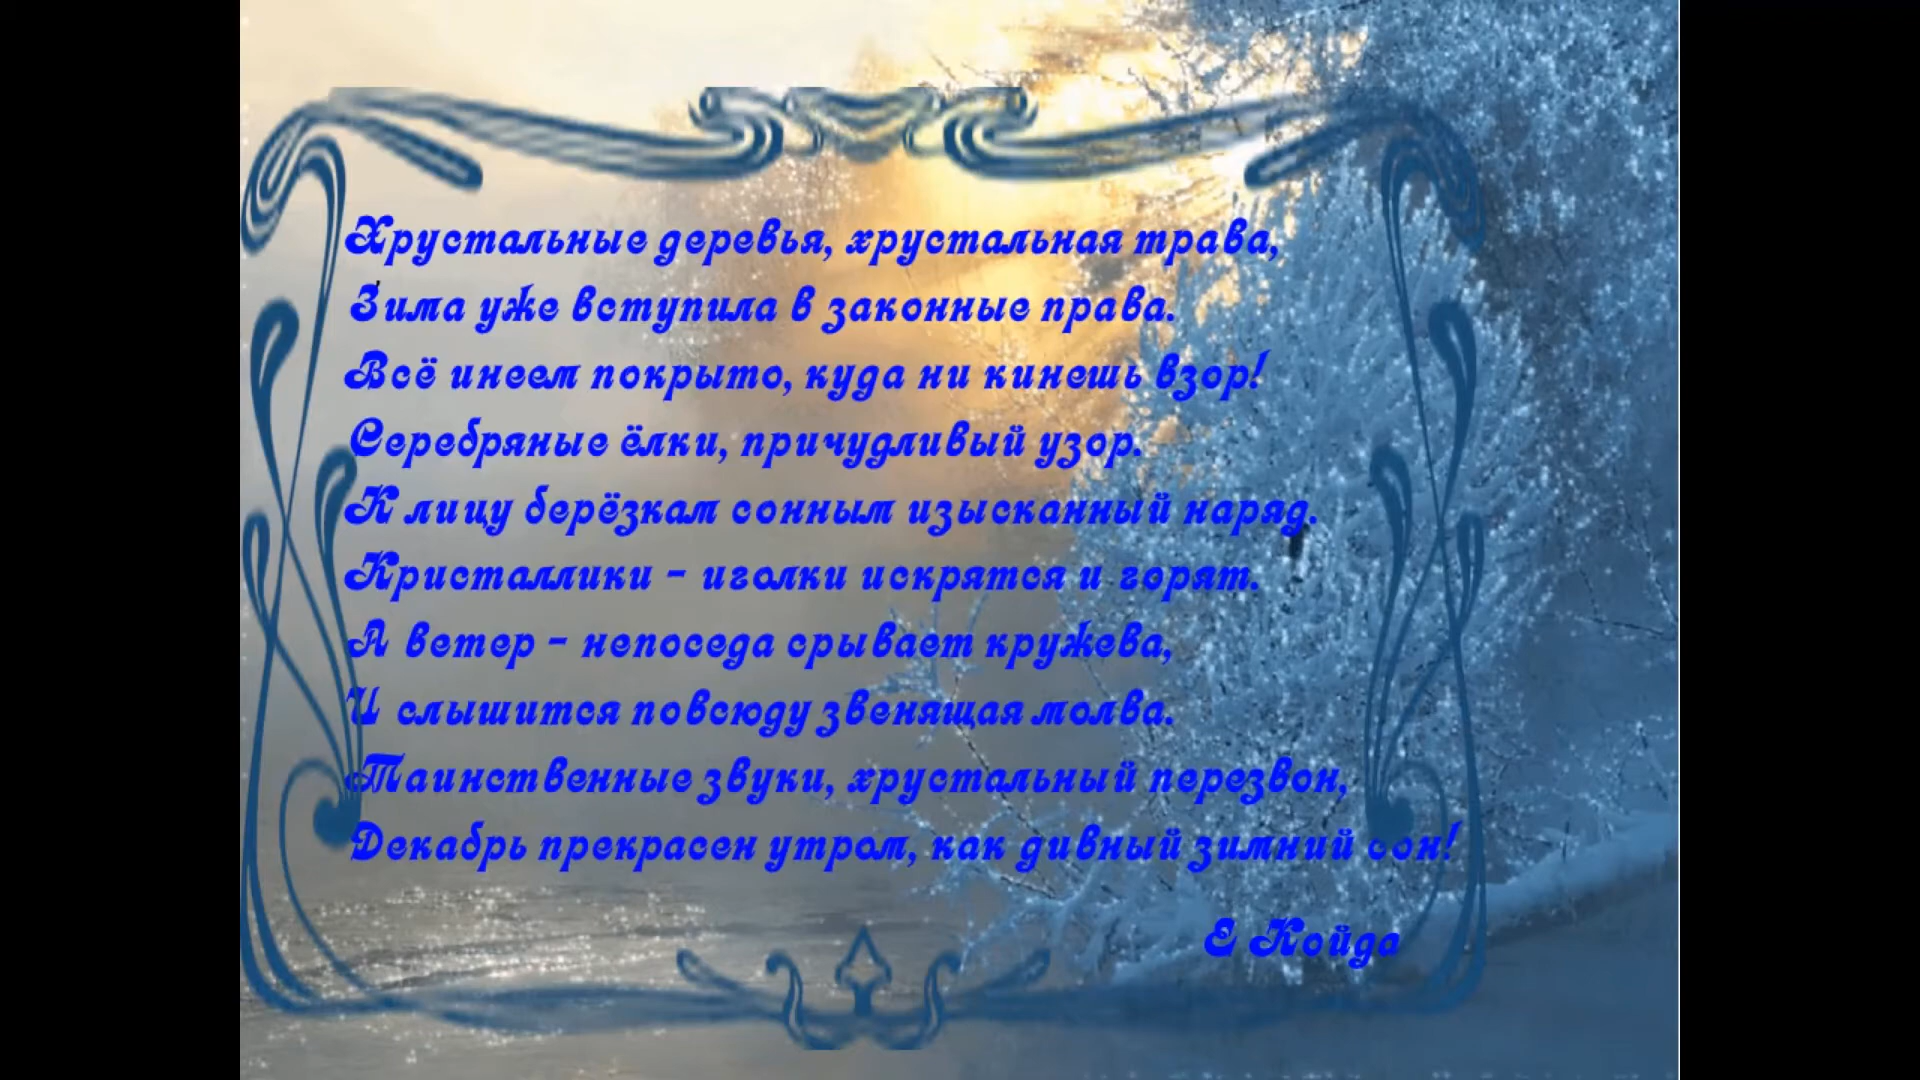 Хрустальные деревья, хрустальная трава,
Зима уже вступила в законные права.
Всё инеем покрыто, куда ни кинешь взор!
Серебряные ёлки, причудливый узор.
К лицу берёзкам сонным изысканный наряд.
Кристаллики - иголки искрятся и горят.
А ветер - непоседа срывает кружева,
И слышится повсюду звенящая молва.
Таинственные звуки, хрустальный перезвон,
Декабрь прекрасен утром, как дивный зимний сон!
Е Койда